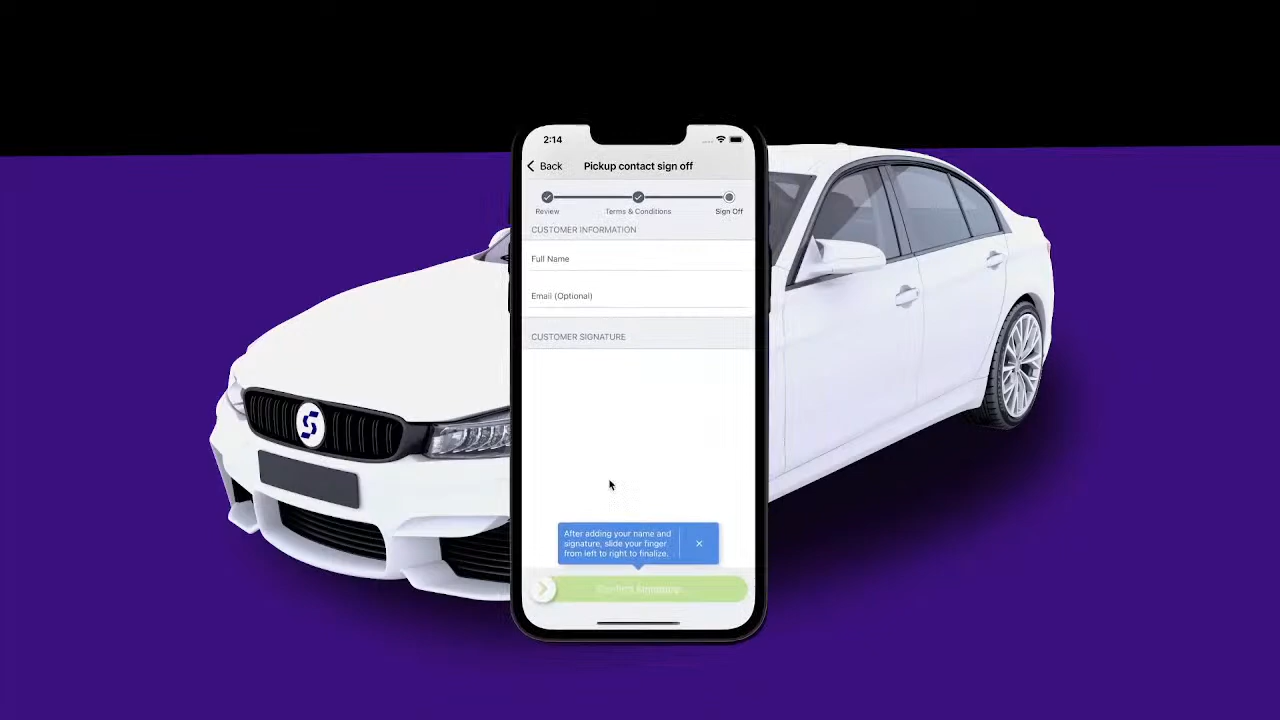 2:14
Back
Pickup contact sign off
Review
Terms & Conditions
Sign Off
CUSTOMER INFORMATION
Full Name
Email (Optional)
CUSTOMER SIGNATURE
After adding your name and
signature, slide your finger
from left to right to finalize.